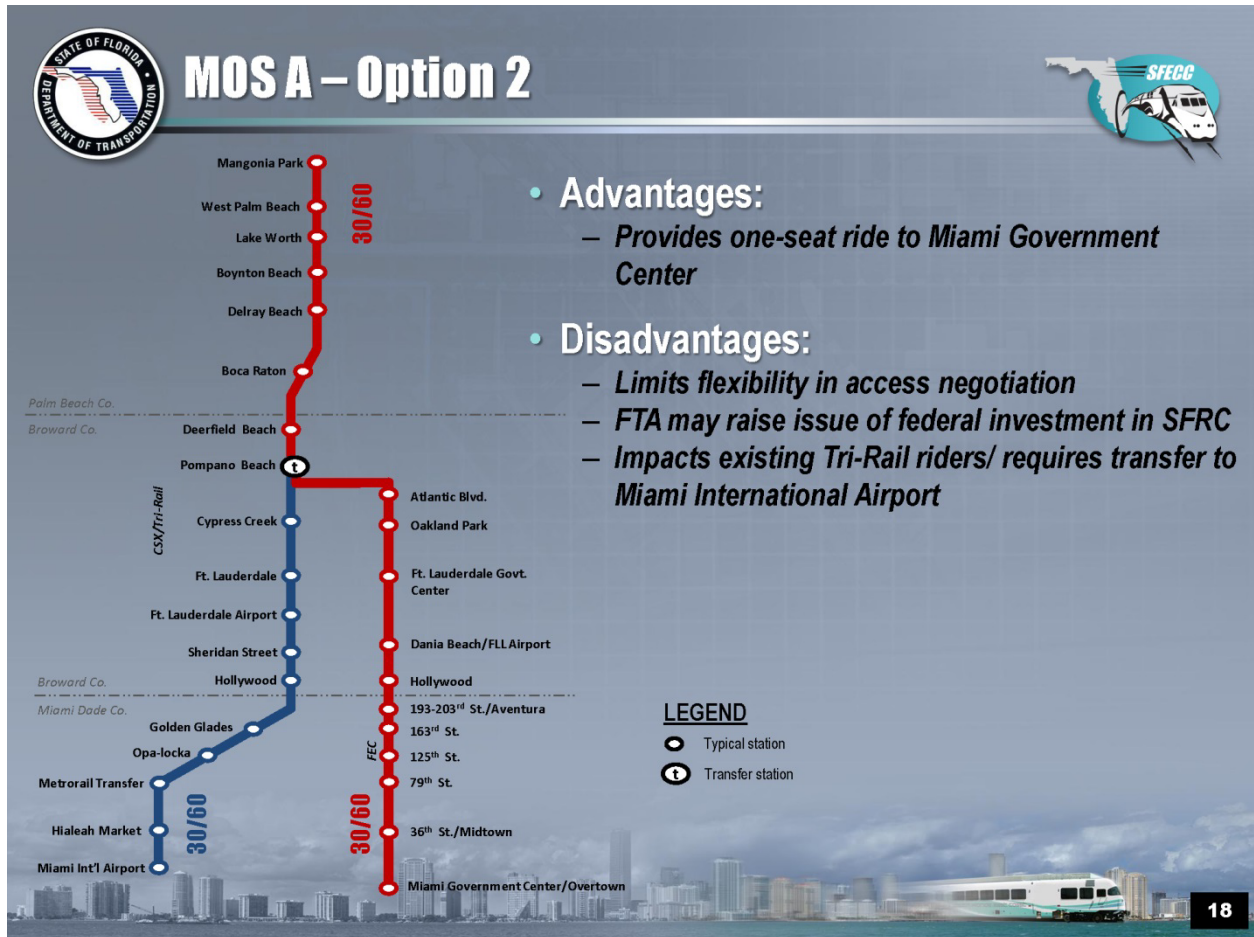 STATE OF FLORIDA
DEPARTMENT OF TRANSPORTATION
MOS A – Option 2
SFECC
Mangonia Park
West Palm Beach
30/60
Lake Worth
Boynton Beach
Delray Beach
Boca Raton
Palm Beach Co.
Broward Co.
Deerfield Beach
Pompano Beach
t
CSX/Tri-Rail
Cypress Creek
Ft. Lauderdale
Ft. Lauderdale Airport
Sheridan Street
Hollywood
Broward Co.
Miami Dade Co.
Golden Glades
Opa-locka
Metrorail Transfer
30/60
Hialeah Market
Miami Int'l Airport
Atlantic Blvd.
Oakland Park
Ft. Lauderdale Govt.
Center
Dania Beach/FLL Airport
Hollywood
193-203rd St./Aventura
163rd St.
FEC
125th St.
79th St.
30/60
36th St./Midtown
Miami Government Center/Overtown
• Advantages:
– Provides one-seat ride to Miami Government
Center
• Disadvantages:
– Limits flexibility in access negotiation
– FTA may raise issue of federal investment in SFRC
– Impacts existing Tri-Rail riders/ requires transfer to
Miami International Airport
LEGEND
Typical station
t Transfer station
18